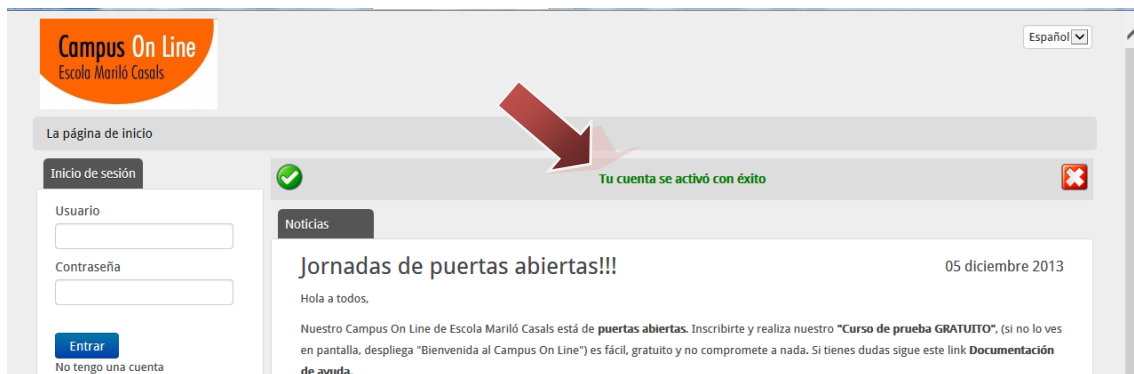 Campus On Line
Escola Mariló Casals
Español
La página de inicio
Inicio de sesión
Tu cuenta se activó con éxito
Usuario
Noticias
Jornadas de puertas abiertas!!!
05 diciembre 2013
Contraseña
Hola a todos,
Nuestro Campus On Line de Escola Mariló Casals está de puertas abiertas. Inscribirte y realiza nuestro "Curso de prueba GRATUITO", (si no lo ves
en pantalla, despliega "Bienvenida al Campus On Line") es fácil, gratuito y no compromete a nada. Si tienes dudas sigue este link Documentación
de ayuda.
Entrar
No tengo una cuenta